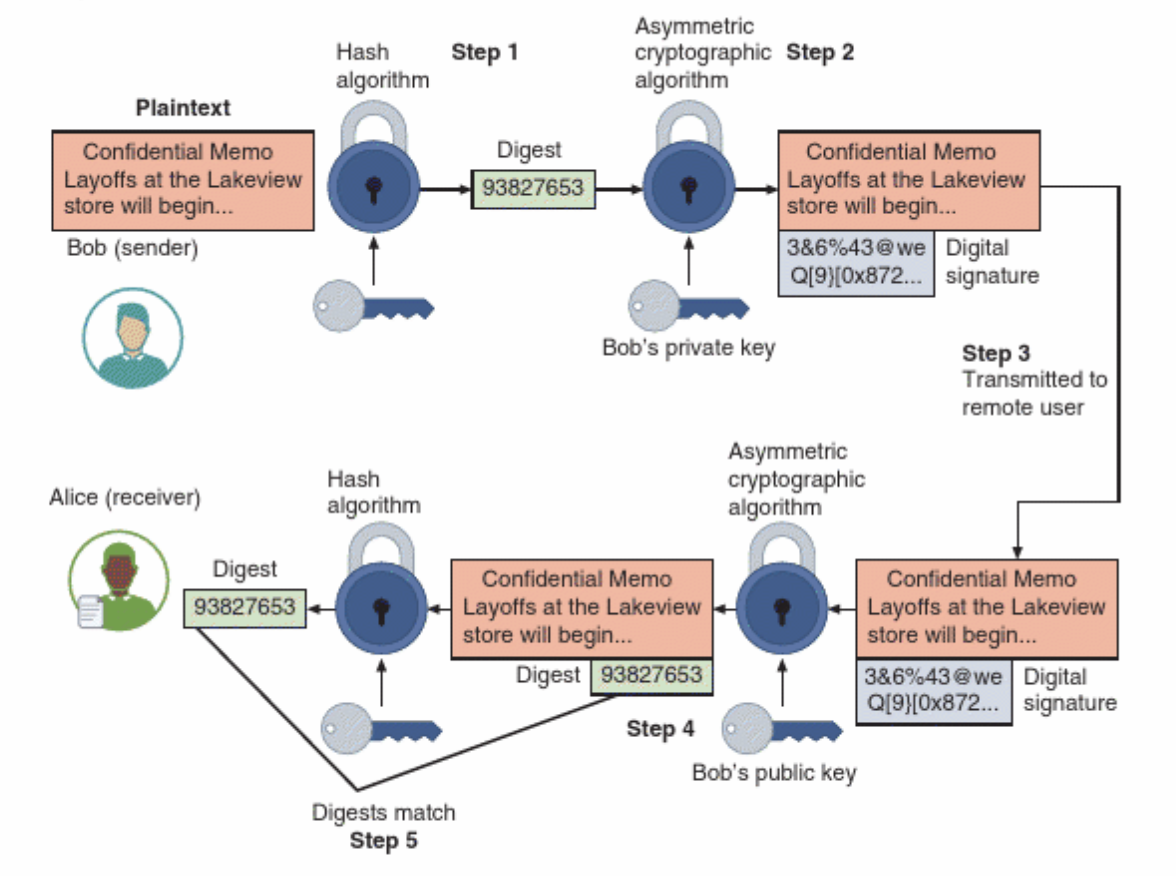 Hash
algorithm
Step 1
Asymmetric
cryptographic
algorithm
Step 2
Plaintext
Confidential Memo
Layoffs at the Lakeview
store will begin...
Digest
93827653
Confidential Memo
Layoffs at the Lakeview
store will begin...
Bob (sender)
3&6%43@we
Q[9}[0x872...
Digital
signature
Bob's private key
Step 3
Transmitted to
remote user
Alice (receiver)
Hash
algorithm
Asymmetric
cryptographic
algorithm
Digest
93827653
Confidential Memo
Layoffs at the Lakeview
store will begin...
Digest
93827653
Confidential Memo
Layoffs at the Lakeview
store will begin...
3&6%43@we
Q[9}[0x872...
Digital
signature
Step 4
Bob's public key
Digests match
Step 5